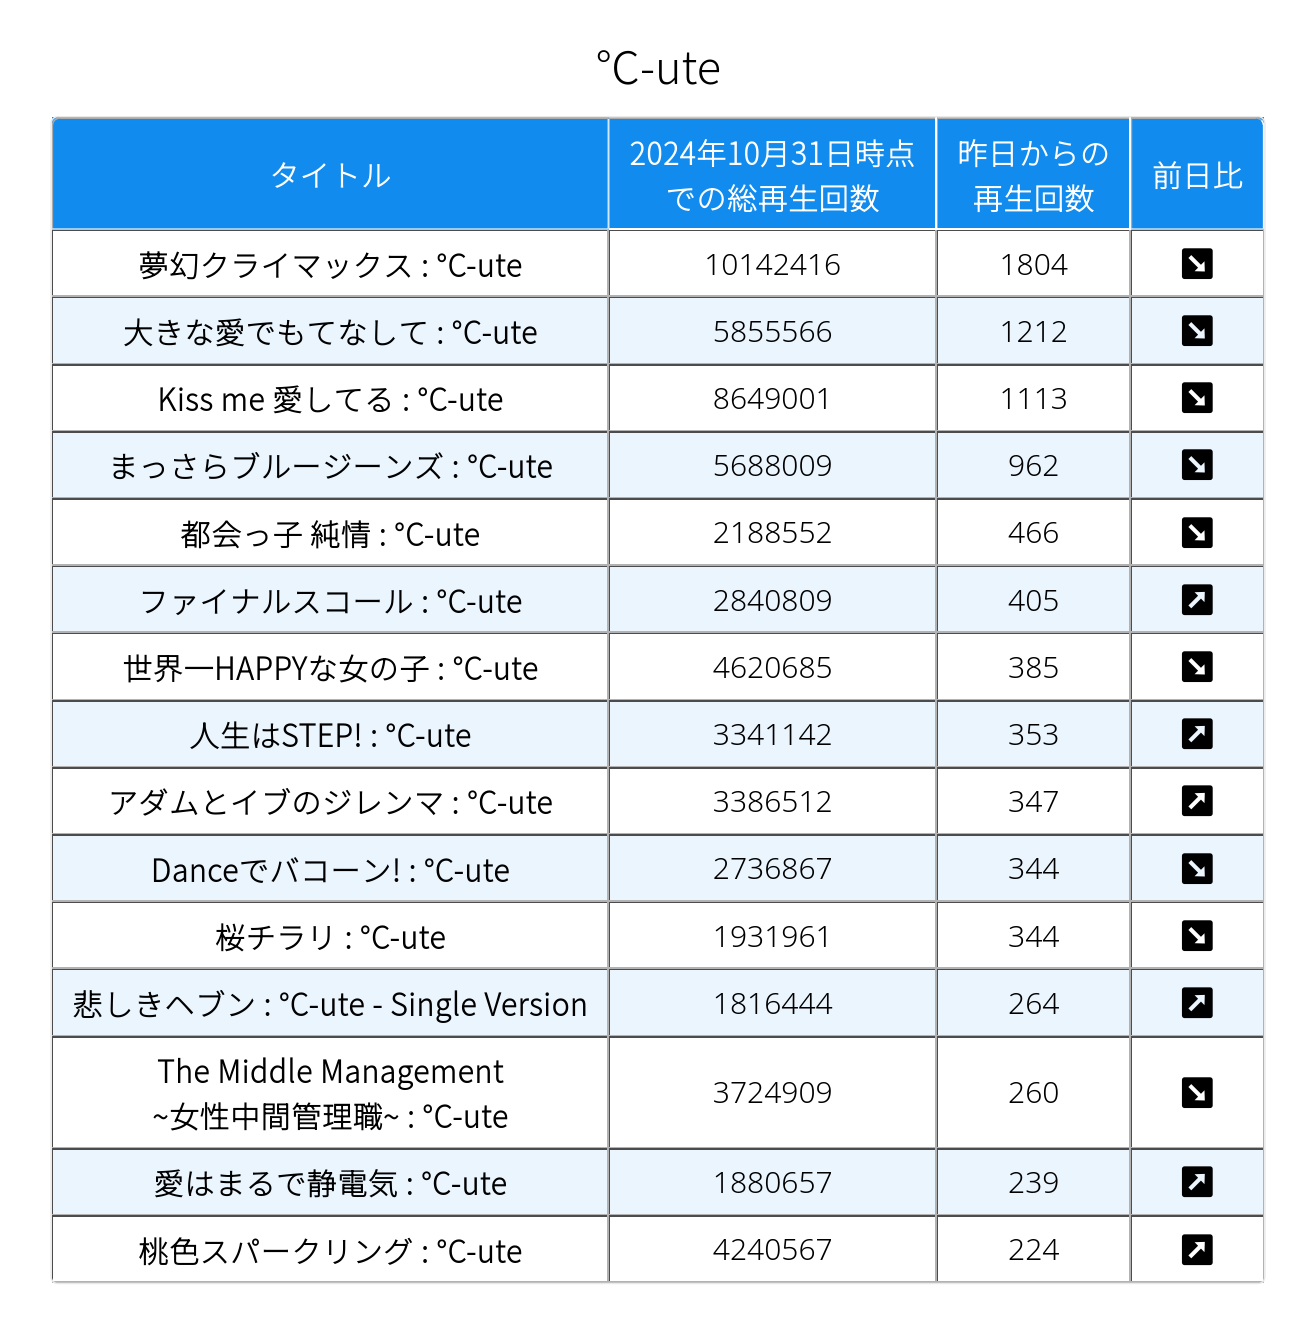 ℃-ute
タイトル
2024年10月31日時点
での総再生回数
昨日からの
再生回数
前日比
夢幻クライマックス : ℃-ute 10142416 1804 ↘
大きな愛でもてなして : ℃-ute 5855566 1212 ↘
Kiss me 愛してる : ℃-ute 8649001 1113 ↘
まっさらブルージーンズ : ℃-ute 5688009 962 ↘
都会っ子 純情 : ℃-ute 2188552 466 ↘
ファイナルスコール : ℃-ute 2840809 405 ↗
世界一HAPPYな女の子 : ℃-ute 4620685 385 ↘
人生はSTEP! : ℃-ute 3341142 353 ↗
アダムとイブのジレンマ : ℃-ute 3386512 347 ↗
Danceでバコーン! : ℃-ute 2736867 344 ↘
桜チラリ : ℃-ute 1931961 344 ↘
悲しきヘブン : ℃-ute - Single Version 1816444 264 ↗
The Middle Management
~女性中間管理職~ : ℃-ute 3724909 260 ↘
愛はまるで静電気 : ℃-ute 1880657 239 ↗
桃色スパークリング : ℃-ute 4240567 224 ↗